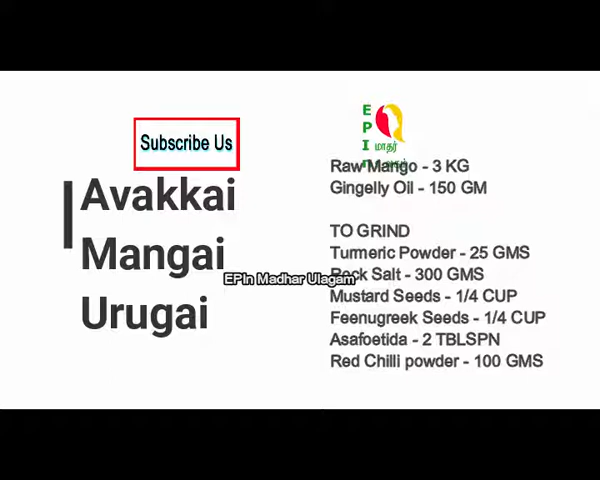 Subscribe Us
Avakkai
Mangai
Urugai
EPIn Madhar Ulagam
E
P
I
n
மாதர்
Raw Mango - 3 KG
Gingelly Oil - 150 GM
TO GRIND
Turmeric Powder - 25 GMS
Rock Salt - 300 GMS
Mustard Seeds - 1/4 CUP
Feenugreek Seeds - 1/4 CUP
Asafoetida - 2 TBLSPN
Red Chilli powder - 100 GMS